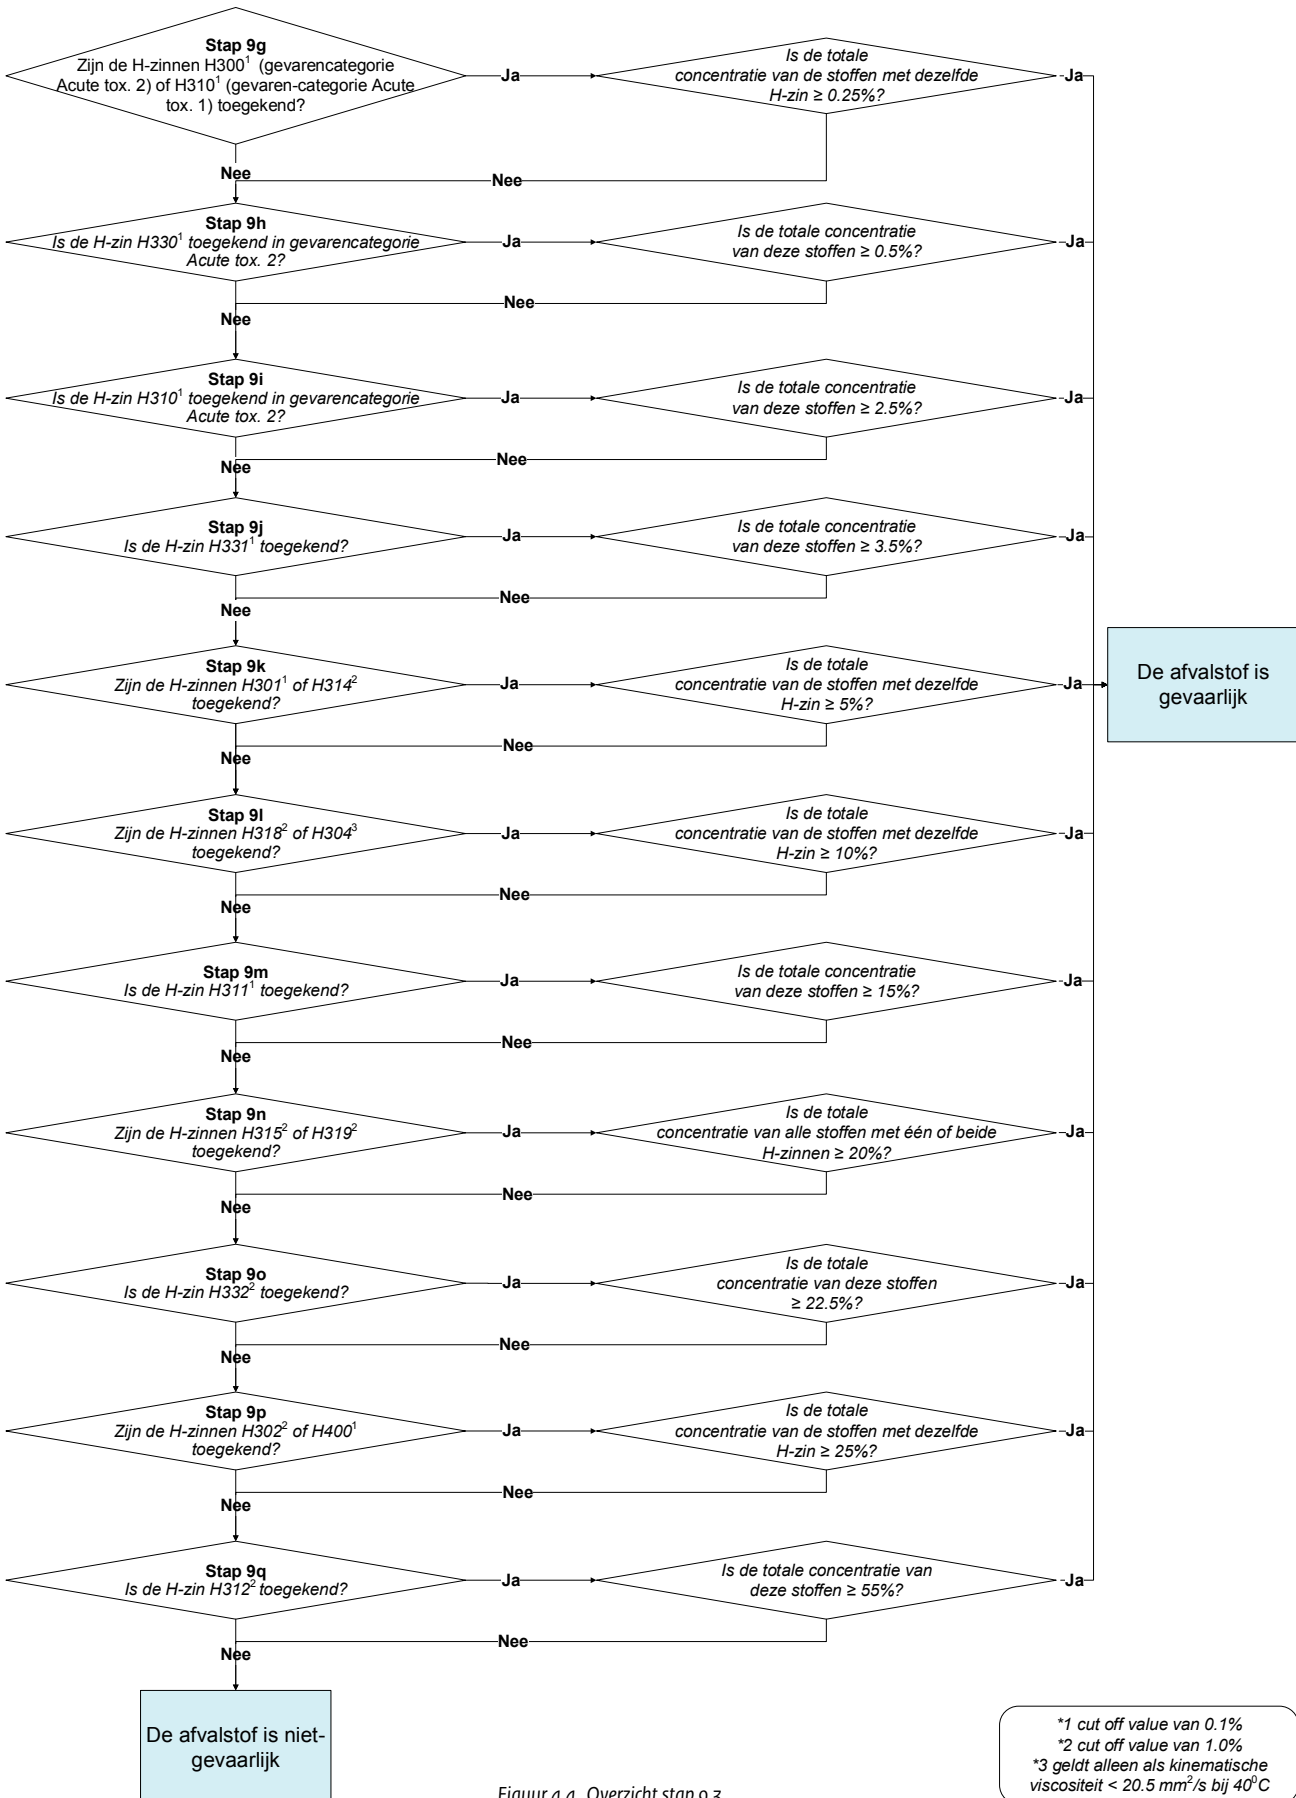 Stap 9g
Zijn de H-zinnen H300¹ (gevarencategorie
Acute tox. 2) of H310¹ (gevaren-categorie Acute
tox. 1) toegekend?
Ja
Is de totale
concentratie van de stoffen met dezelfde
H-zin ≥ 0.25%?
Ja
Nee
Nee
Stap 9h
Is de H-zin H330¹ toegekend in gevarencategorie
Acute tox. 2?
Ja
Is de totale concentratie
van deze stoffen ≥ 0.5%?
Ja
Nee
Nee
Stap 9i
Is de H-zin H310¹ toegekend in gevarencategorie
Acute tox. 2?
Ja
Is de totale concentratie
van deze stoffen ≥ 2.5%?
Ja
Nee
Nee
Stap 9j
Is de H-zin H331¹ toegekend?
Ja
Is de totale concentratie
van deze stoffen ≥ 3.5%?
Ja
Nee
Nee
Stap 9k
Zijn de H-zinnen H301¹ of H314²
toegekend?
Ja
Is de totale
concentratie van de stoffen met dezelfde
H-zin ≥ 5%?
Ja
De afvalstof is
gevaarlijk
Nee
Nee
Stap 9l
Zijn de H-zinnen H318² of H304³
toegekend?
Ja
Is de totale
concentratie van de stoffen met dezelfde
H-zin ≥ 10%?
Ja
Nee
Nee
Stap 9m
Is de H-zin H311¹ toegekend?
Ja
Is de totale concentratie
van deze stoffen ≥ 15%?
Ja
Nee
Nee
Stap 9n
Zijn de H-zinnen H315² of H319²
toegekend?
Ja
Is de totale
concentratie van alle stoffen met één of beide
H-zinnen ≥ 20%?
Ja
Nee
Nee
Stap 9o
Is de H-zin H332² toegekend?
Ja
Is de totale
concentratie van deze stoffen
≥ 22.5%?
Ja
Nee
Nee
Stap 9p
Zijn de H-zinnen H302² of H400¹
toegekend?
Ja
Is de totale
concentratie van de stoffen met dezelfde
H-zin ≥ 25%?
Ja
Nee
Nee
Stap 9q
Is de H-zin H312² toegekend?
Ja
Is de totale concentratie van
deze stoffen ≥ 55%?
Ja
Nee
Nee
De afvalstof is niet-
gevaarlijk
*1 cut off value van 0.1%
*2 cut off value van 1.0%
*3 geldt alleen als kinematische
viscositeit < 20.5 mm²/s bij 40⁰C
Figuur 4.4 Overzicht stap 9.3